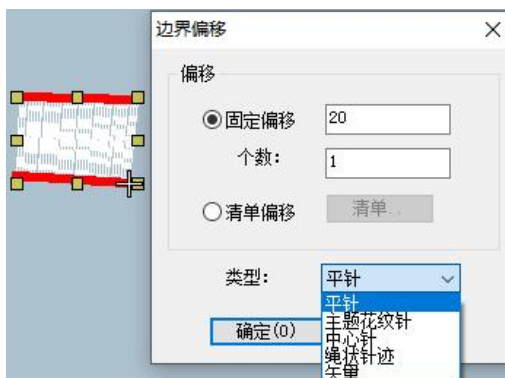 边界偏移
偏移
固定偏移 20
个数： 1
清单偏移 清单..
类型： 平针
平针
主题花纹针
中心针
绳状针迹
矢量
确定(O)